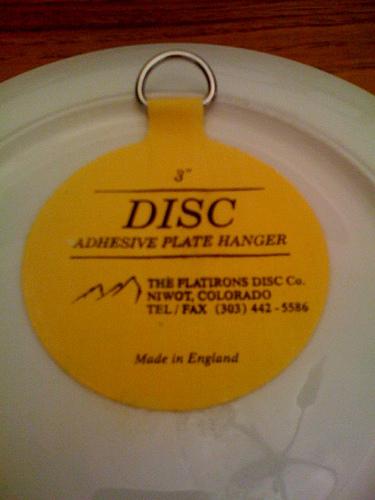 3"
DISC
ADHESIVE PLATE HANGER
THE FLATIRONS DISC Co.
NIWOT, COLORADO
TEL / FAX (303) 442 - 5586
Made in England